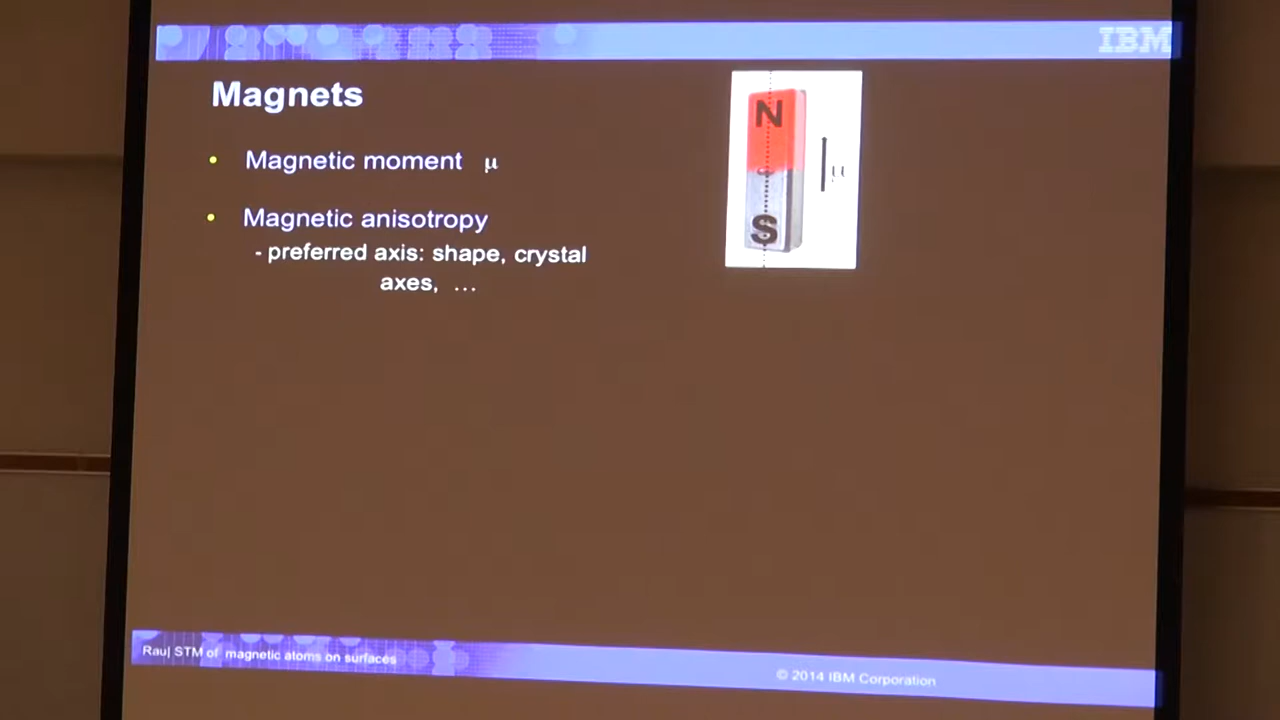 IBM
Magnets
• Magnetic moment μ
• Magnetic anisotropy
- preferred axis: shape, crystal
axes, …
N
S
μ
Rau| STM of magnetic atoms on surfaces
© 2014 IBM Corporation